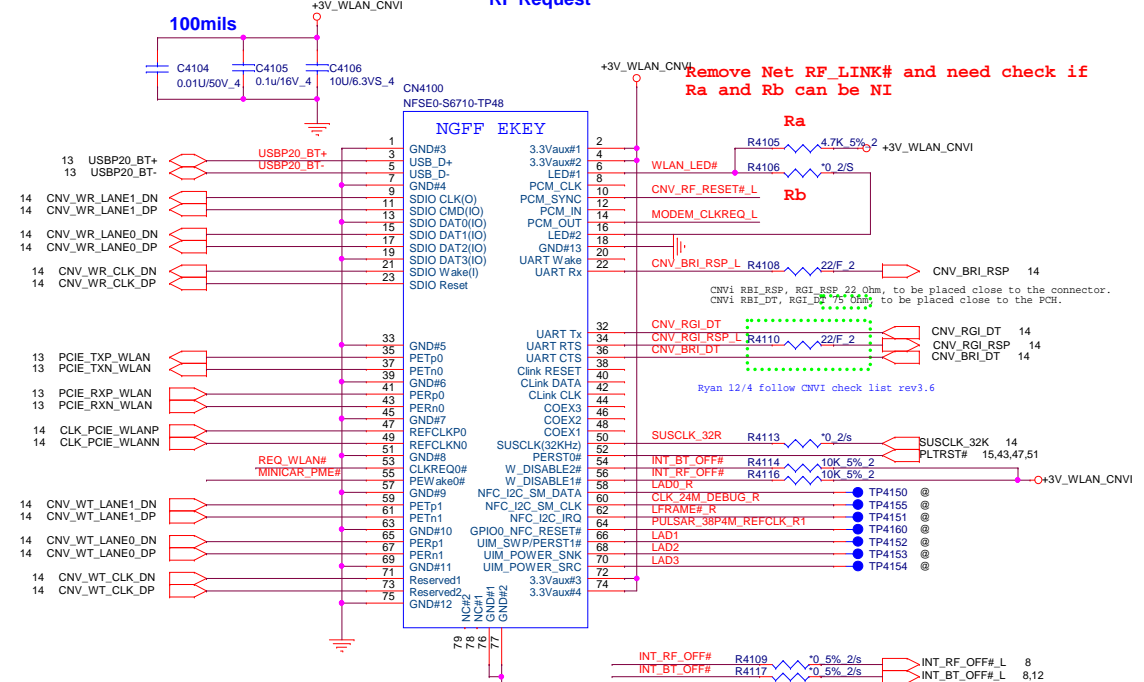 RF Request
+3V_WLAN_CNVI
100mils
C4104
0.01U/50V_4
C4105
0.1u/16V_4
C4106
10U/6.3VS_4
CN4100
NFSE0-S6710-TP48
NGFF EKEY
+3V_WLAN_CNVI
Remove Net RF_LINK# and need check if
Ra and Rb can be NI
Ra
R4105 4.7K_5%_2 +3V_WLAN_CNVI
WLAN_LED# R4106 *0_2/S
Rb
CNV_RF_RESET#_L
MODEM_CLKREQ_L
1 GND#3
13 USBP20_BT+ USBP20_BT+ 3 USB_D+
13 USBP20_BT- USBP20_BT- 5 USB_D-
7 GND#4
14 CNV_WR_LANE1_DN 9 SDIO CLK(O)
14 CNV_WR_LANE1_DP 11 SDIO CMD(IO)
13 SDIO DAT0(IO)
14 CNV_WR_LANE0_DN 15 SDIO DAT1(IO)
14 CNV_WR_LANE0_DP 17 SDIO DAT2(IO)
19 SDIO DAT3(IO)
14 CNV_WR_CLK_DN 21 SDIO Wake(I)
14 CNV_WR_CLK_DP 23 SDIO Reset
3.3Vaux#1 2
3.3Vaux#2 4
LED#1 6
PCM_CLK 8
PCM_SYNC 10
PCM_IN 12
PCM_OUT 14
LED#2 16
GND#13 18
UART Wake 20
UART Rx 22 CNV_BRI_RSP_L R4108 22/F_2 CNV_BRI_RSP 14
CNVi RBI_RSP, RGI_RSP 22 Ohm, to be placed close to the connector.
CNVi RBI_DT, RGI_DT 75 Ohm, to be placed close to the PCH.
UART Tx 32 CNV_RGI_DT CNV_RGI_DT 14
UART RTS 34 CNV_RGI_RSP_L R4110 22/F_2 CNV_RGI_RSP 14
UART CTS 36 CNV_BRI_DT CNV_BRI_DT 14
Clink RESET 38
CLink DATA 40
CLink CLK 42
COEX3 44
COEX2 46
COEX1 48
Ryan 12/4 follow CNVI check list rev3.6
33 GND#5
13 PCIE_TXP_WLAN 35 PETp0
13 PCIE_TXN_WLAN 37 PETn0
39 GND#6
13 PCIE_RXP_WLAN 41 PERp0
13 PCIE_RXN_WLAN 43 PERn0
45 GND#7
14 CLK_PCIE_WLANP 47 REFCLKP0
14 CLK_PCIE_WLANN 49 REFCLKN0
51 GND#8
REQ_WLAN# 53 CLKREQ0#
MINICAR_PME# 55 PEWake0#
57 GND#9
14 CNV_WT_LANE1_DN 59 PETp1
14 CNV_WT_LANE1_DP 61 PETn1
63 GND#10
14 CNV_WT_LANE0_DN 65 PERp1
14 CNV_WT_LANE0_DP 67 PERn1
69 GND#11
14 CNV_WT_CLK_DN 71 Reserved1
14 CNV_WT_CLK_DP 73 Reserved2
75 GND#12
SUSCLK(32KHz) 50 SUSCLK_32R R4113 *0_2/s SUSCLK_32K 14
PERST0# 52 PLTRST# 15,43,47,51
W_DISABLE2# 54 INT_BT_OFF# R4114 10K_5%_2
W_DISABLE1# 56 INT_RF_OFF# R4116 10K_5%_2 +3V_WLAN_CNVI
NFC_I2C_SM_DATA 58 LAD0_R TP4150 @
NFC_I2C_SM_CLK 60 CLK_24M_DEBUG_R TP4155 @
NFC_I2C_IRQ 62 LFRAME#_R TP4151 @
GPIO0_NFC_RESET# 64 PULSAR_38P4M_REFCLK_R1 TP4160 @
UIM_SWP/PERST1# 66 LAD1 TP4152 @
UIM_POWER_SNK 68 LAD2 TP4153 @
UIM_POWER_SRC 70 LAD3 TP4154 @
3.3Vaux#3 72
3.3Vaux#4 74
NC#2 NC#1 GND#1 GND#2
79 78 76 77
INT_RF_OFF# R4109 *0_5%_2/s INT_RF_OFF#_L 8
INT_BT_OFF# R4117 *0_5%_2/s INT_BT_OFF#_L 8,12